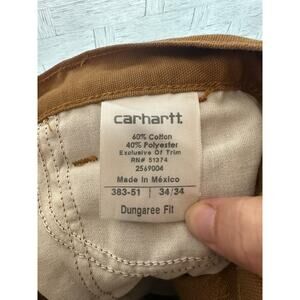 carhartt
60% Cotton
40% Polyester
Exclusive Of Trim
RN# 51374
2569004
Made in México
383-51 34/34
Dungaree Fit